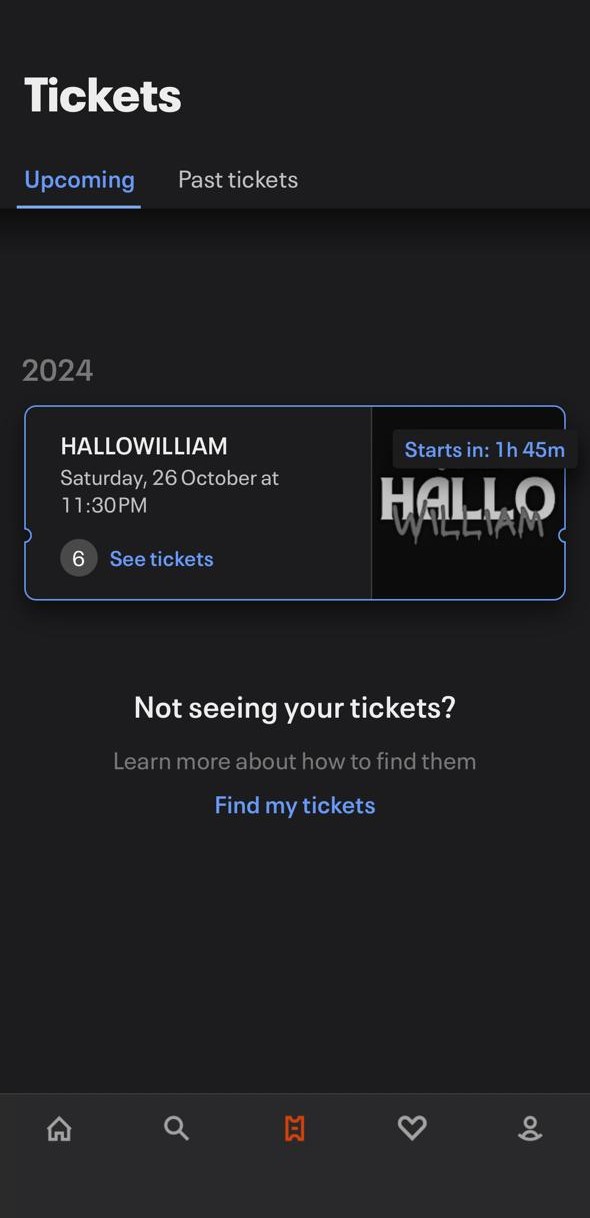 Tickets
Upcoming
Past tickets
2024
HALLOWILLIAM
Saturday, 26 October at
11:30PM
6 See tickets
Starts in: 1h 45m
HALLO
WILLIAM
Not seeing your tickets?
Learn more about how to find them
Find my tickets